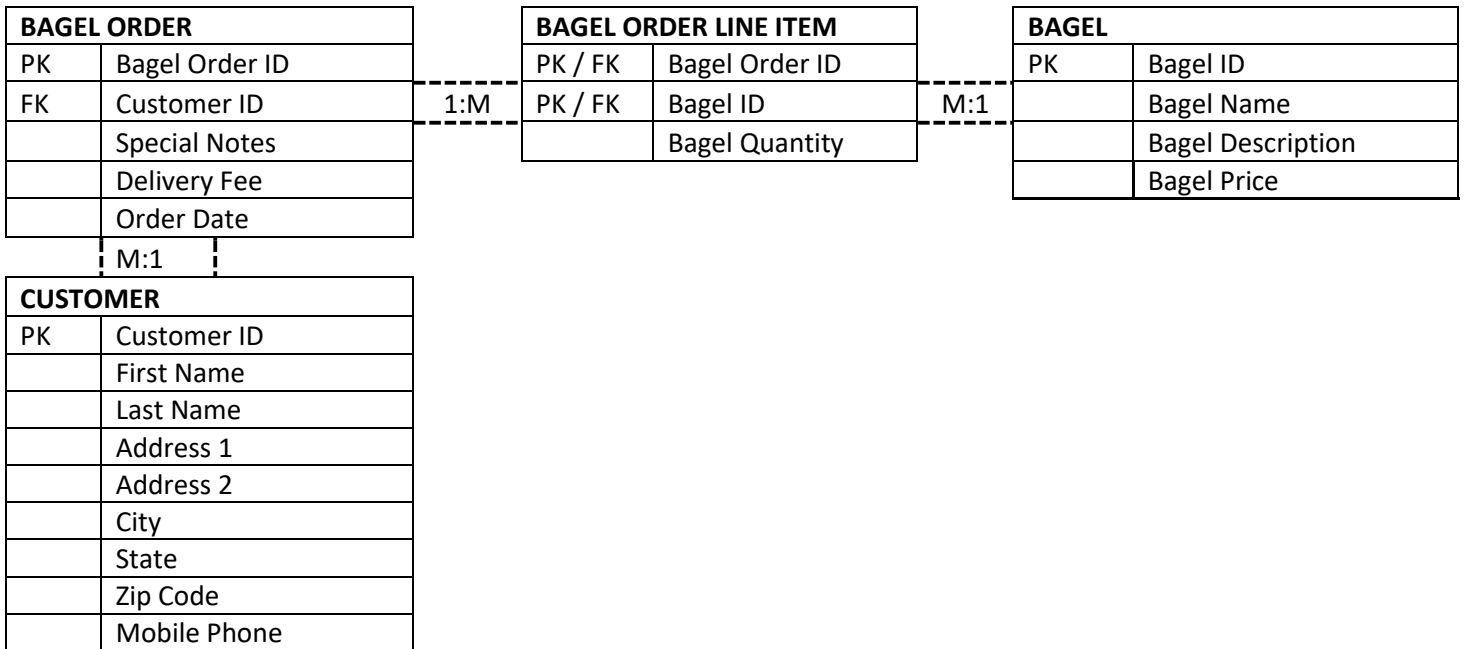 BAGEL ORDER
PK Bagel Order ID
FK Customer ID
Special Notes
Delivery Fee
Order Date
1:M
BAGEL ORDER LINE ITEM
PK / FK Bagel Order ID
PK / FK Bagel ID
Bagel Quantity
M:1
BAGEL
PK Bagel ID
Bagel Name
Bagel Description
Bagel Price
M:1
CUSTOMER
PK Customer ID
First Name
Last Name
Address 1
Address 2
City
State
Zip Code
Mobile Phone